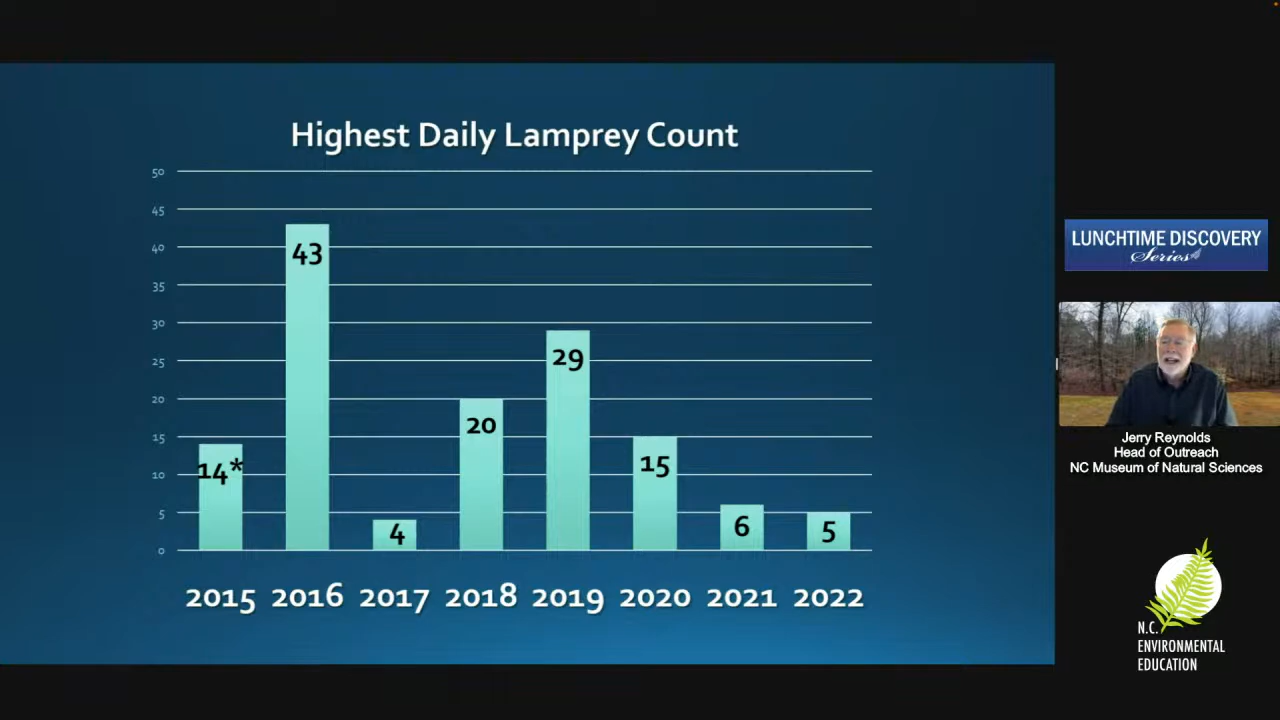 Highest Daily Lamprey Count
50
45
40
35
30
25
20
15
10
5
0
14*
43
4
20
29
15
6
5
2015 2016 2017 2018 2019 2020 2021 2022
LUNCHTIME DISCOVERY
Series
Jerry Reynolds
Head of Outreach
NC Museum of Natural Sciences
N.C.
ENVIRONMENTAL
EDUCATION